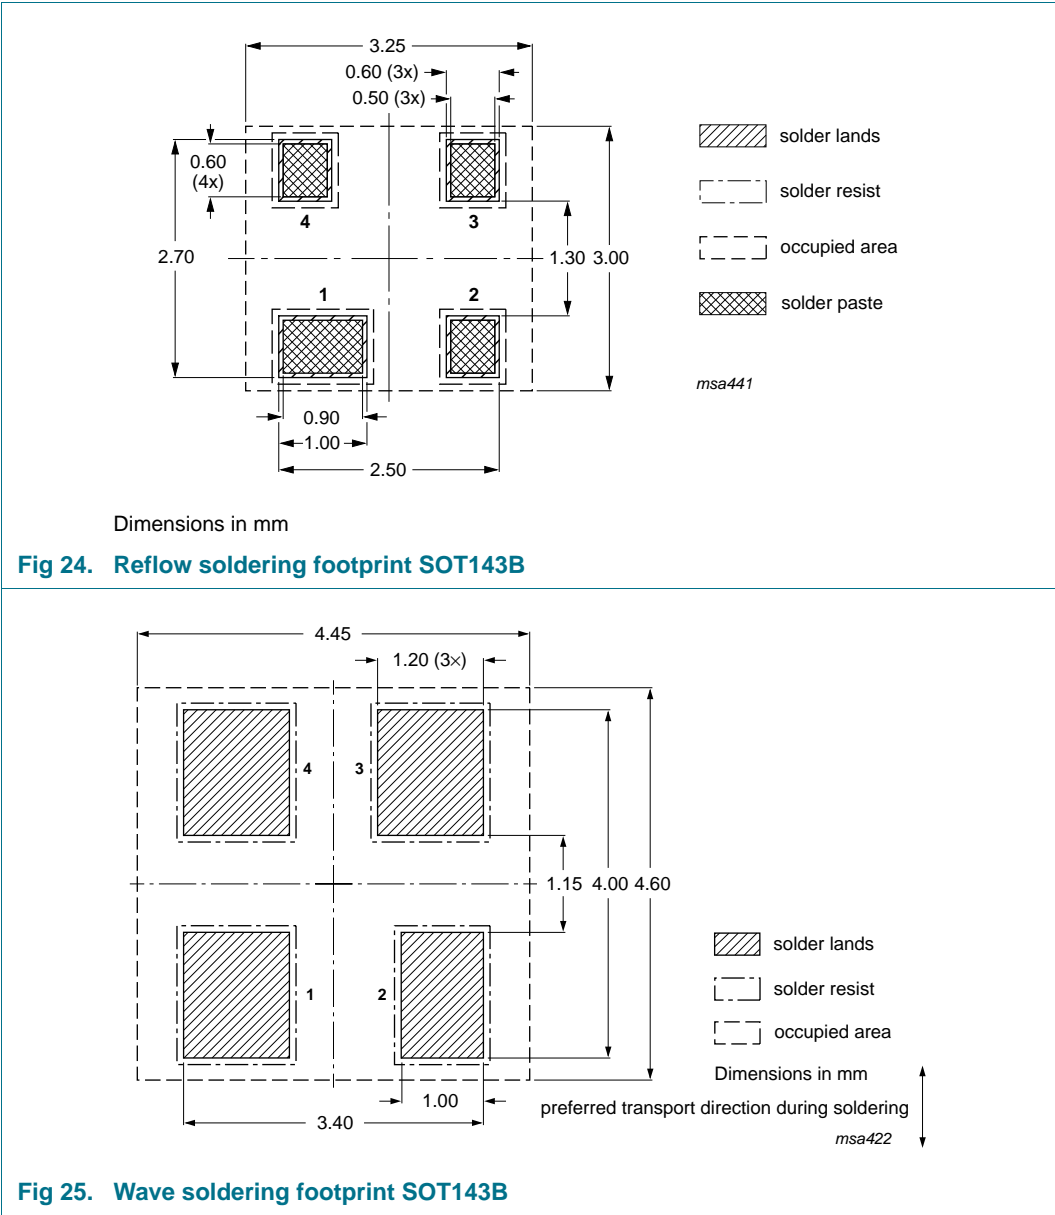 3.25
0.60 (3x)
0.50 (3x)
solder lands
0.60
(4x)
solder resist
4
3
occupied area
2.70
1.30 3.00
1
2
solder paste
msa441
0.90
1.00
2.50
Dimensions in mm
Fig 24. Reflow soldering footprint SOT143B
4.45
1.20 (3×)
4
3
1.15 4.00 4.60
solder lands
1
2
solder resist
occupied area
Dimensions in mm
1.00
preferred transport direction during soldering
3.40
msa422
Fig 25. Wave soldering footprint SOT143B